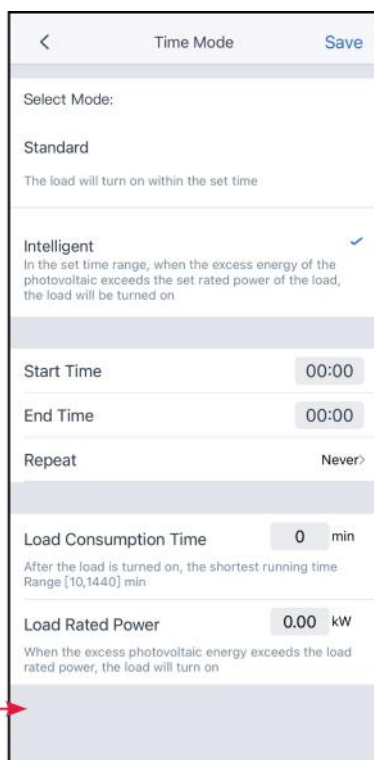 Time Mode Save
Select Mode:
Standard
The load will turn on within the set time
Intelligent
In the set time range, when the excess energy of the
photovoltaic exceeds the set rated power of the load,
the load will be turned on
Start Time 00:00
End Time 00:00
Repeat Never>
Load Consumption Time 0 min
After the load is turned on, the shortest running time
Range [10,1440] min
Load Rated Power 0.00 kW
When the excess photovoltaic energy exceeds the load
rated power, the load will turn on